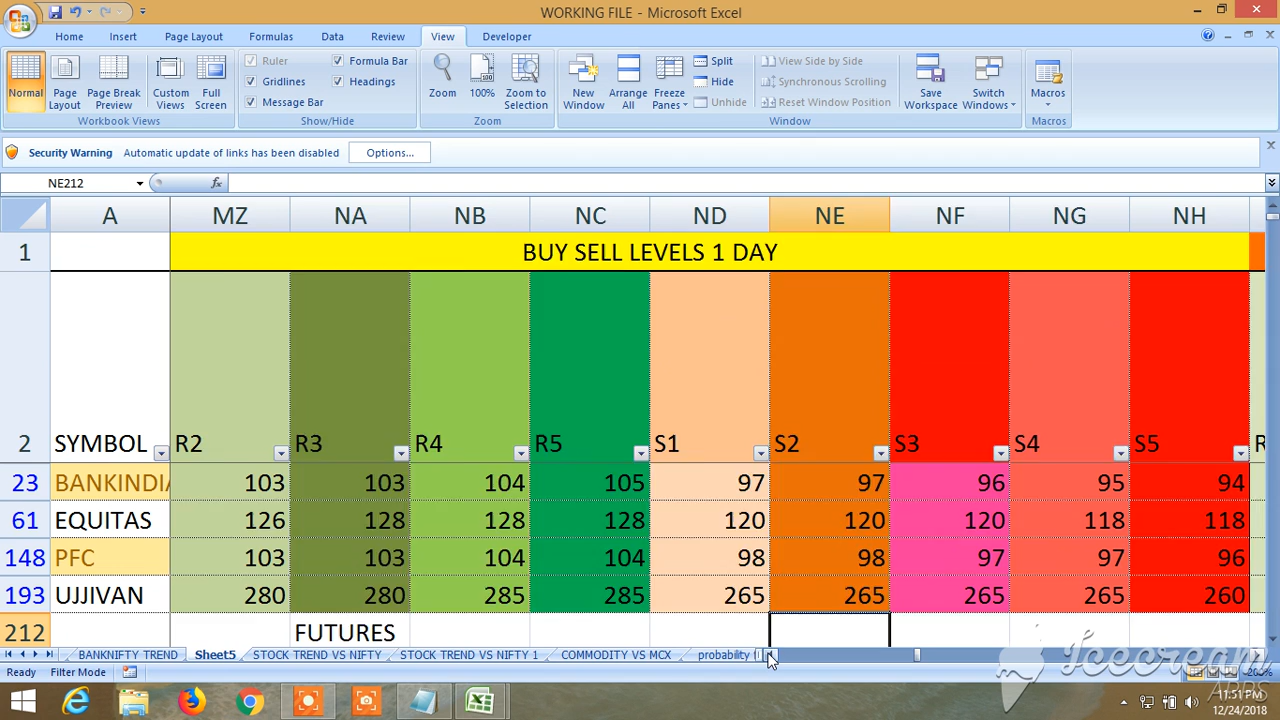 WORKING FILE - Microsoft Excel
Home Insert Page Layout Formulas Data Review View Developer
Normal
Page Layout
Page Break Preview
Custom Views
Full Screen
Workbook Views
Ruler
Formula Bar
Gridlines
Headings
Message Bar
Show/Hide
Zoom
100%
Zoom to Selection
Zoom
New Window
Arrange All
Freeze Panes
Split
Hide
Unhide
View Side by Side
Synchronous Scrolling
Reset Window Position
Save Workspace
Switch Windows
Window
Macros
Macros
Security Warning Automatic update of links has been disabled Options...
NE212 fx
A MZ NA NB NC ND NE NF NG NH
1 BUY SELL LEVELS 1 DAY
2 SYMBOL R2 R3 R4 R5 S1 S2 S3 S4 S5
23 BANKINDIA 103 103 104 105 97 97 96 95 94
61 EQUITAS 126 128 128 128 120 120 120 118 118
148 PFC 103 103 104 104 98 98 97 97 96
193 UJJIVAN 280 280 285 285 265 265 265 265 260
212 FUTURES
BANKNIFTY TREND Sheet5 STOCK TREND VS NIFTY STOCK TREND VS NIFTY 1 COMMODITY VS MCX probability
Ready Filter Mode 200%
Icecream
APPS
11:51 PM
12/24/2018